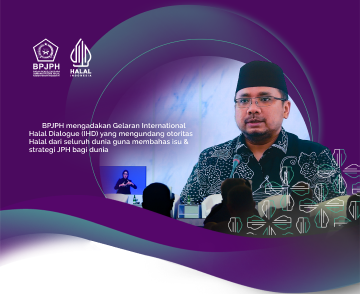 BPJPH
HALAL
INDONESIA
BPJPH mengadakan Gelaran International
Halal Dialogue (IHD) yang mengundang otoritas
Halal dari seluruh dunia guna membahas isu &
strategi JPH bagi dunia